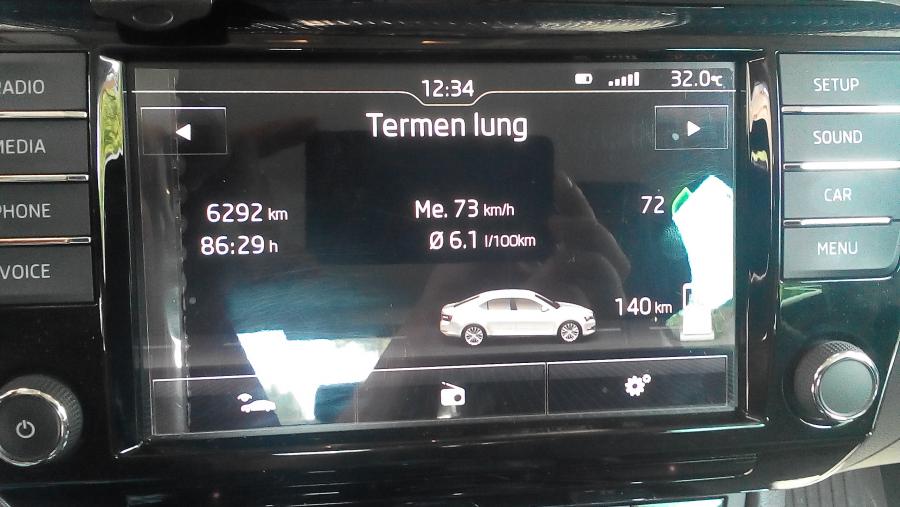 12:34
32.0°C
Termen lung
6292 km
86:29 h
Me. 73 km/h
Ø 6.1 l/100km
72
140 km
RADIO
MEDIA
PHONE
VOICE
SETUP
SOUND
CAR
MENU